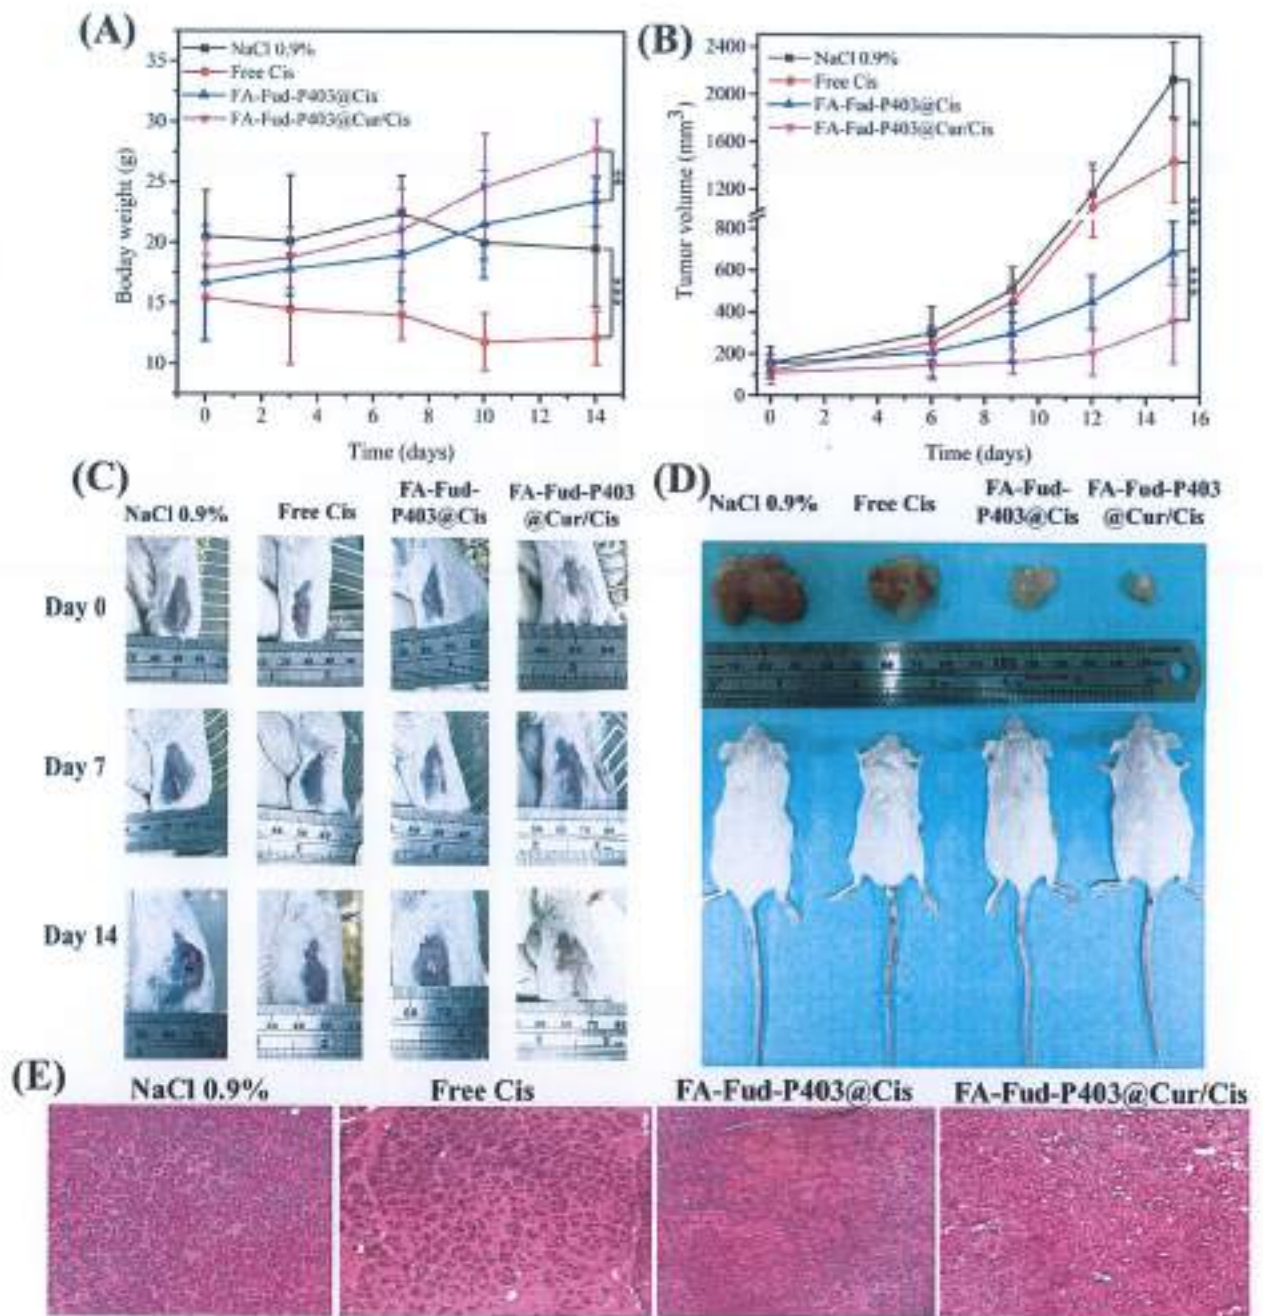 (A)
35
30
25
20
15
10
NaCl 0.9%
Free Cis
FA-Fud-P403@Cis
FA-Fud-P403@Cur/Cis
Boday weight (g)
**
***
0 2 4 6 8 10 12 14
Time (days)
(B)
2400
2000
1600
1200
800
600
400
200
0
NaCl 0.9%
Free Cis
FA-Fud-P403@Cis
FA-Fud-P403@Cur/Cis
Tumor volume (mm³)
*
***
***
0 2 4 6 8 10 12 14 16
Time (days)
(C)
NaCl 0.9%
Free Cis
FA-Fud-
P403@Cis
FA-Fud-P403
@Cur/Cis
Day 0
Day 7
Day 14
(D)
NaCl 0.9%
Free Cis
FA-Fud-
P403@Cis
FA-Fud-P403
@Cur/Cis
(E)
NaCl 0.9%
Free Cis
FA-Fud-P403@Cis
FA-Fud-P403@Cur/Cis